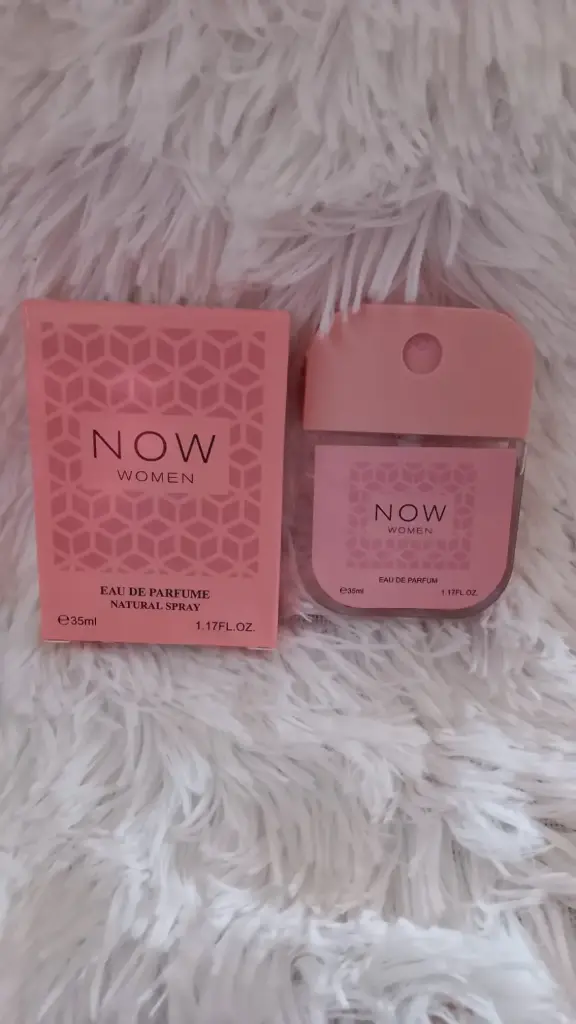 NOW
WOMEN
EAU DE PARFUME
NATURAL SPRAY
℮35ml 1.17FL.OZ.
NOW
WOMEN
EAU DE PARFUM
℮35ml 1.17FL.OZ.